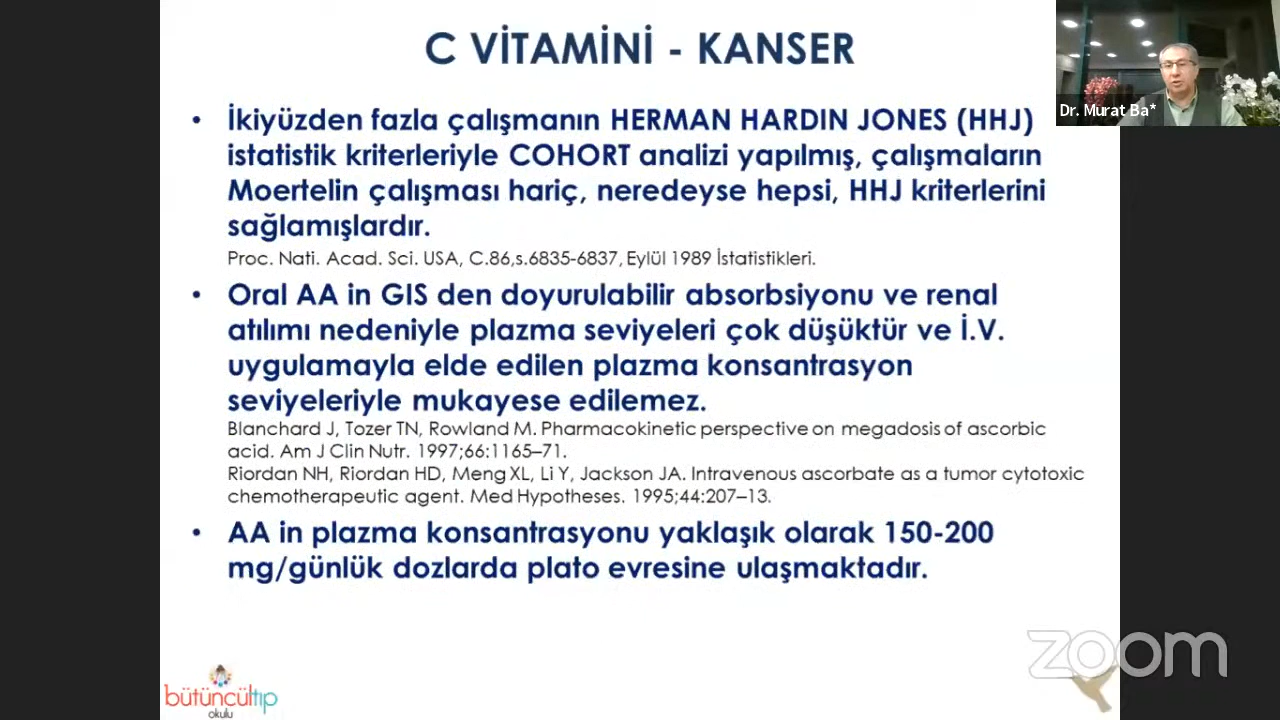 C VİTAMİNİ - KANSER
Dr. Murat Ba*
• İkiyüzden fazla çalışmanın HERMAN HARDIN JONES (HHJ)
istatistik kriterleriyle COHORT analizi yapılmış, çalışmaların
Moertelin çalışması hariç, neredeyse hepsi, HHJ kriterlerini
sağlamışlardır.
Proc. Nati. Acad. Sci. USA, C.86,s.6835-6837, Eylül 1989 İstatistikleri.
• Oral AA in GIS den doyurulabilir absorbsiyonu ve renal
atılımı nedeniyle plazma seviyeleri çok düşüktür ve İ.V.
uygulamayla elde edilen plazma konsantrasyon
seviyeleriyle mukayese edilemez.
Blanchard J, Tozer TN, Rowland M. Pharmacokinetic perspective on megadosis of ascorbic
acid. Am J Clin Nutr. 1997;66:1165–71.
Riordan NH, Riordan HD, Meng XL, Li Y, Jackson JA. Intravenous ascorbate as a tumor cytotoxic
chemotherapeutic agent. Med Hypotheses. 1995;44:207–13.
• AA in plazma konsantrasyonu yaklaşık olarak 150-200
mg/günlük dozlarda plato evresine ulaşmaktadır.
zoom
bütüncültıp
okulu